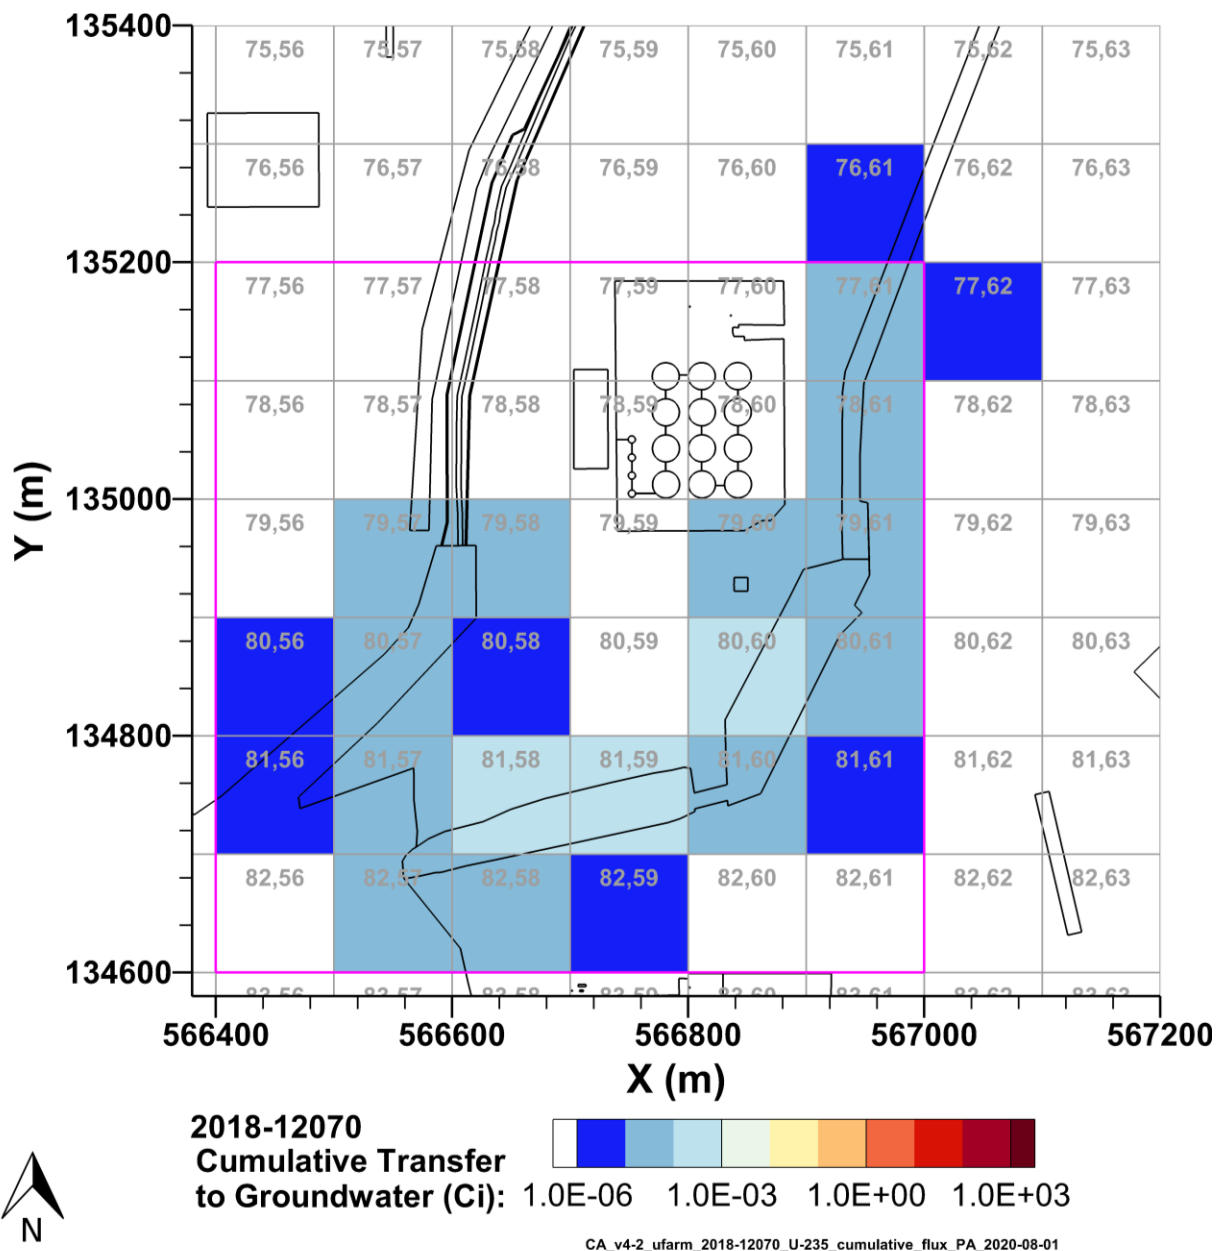 135400
75,56 75,57 75,58 75,59 75,60 75,61 75,62 75,63
76,56 76,57 76,58 76,59 76,60 76,61 76,62 76,63
135200
77,56 77,57 77,58 77,59 77,60 77,61 77,62 77,63
78,56 78,57 78,58 78,59 78,60 78,61 78,62 78,63
Y (m)
135000
79,56 79,57 79,58 79,59 79,60 79,61 79,62 79,63
80,56 80,57 80,58 80,59 80,60 80,61 80,62 80,63
134800
81,56 81,57 81,58 81,59 81,60 81,61 81,62 81,63
82,56 82,57 82,58 82,59 82,60 82,61 82,62 82,63
134600
566400 566600 566800 567000 567200
X (m)
2018-12070
Cumulative Transfer
to Groundwater (Ci): 1.0E-06 1.0E-03 1.0E+00 1.0E+03
N
CA_v4-2_ufarm_2018-12070_U-235_cumulative_flux_PA_2020-08-01